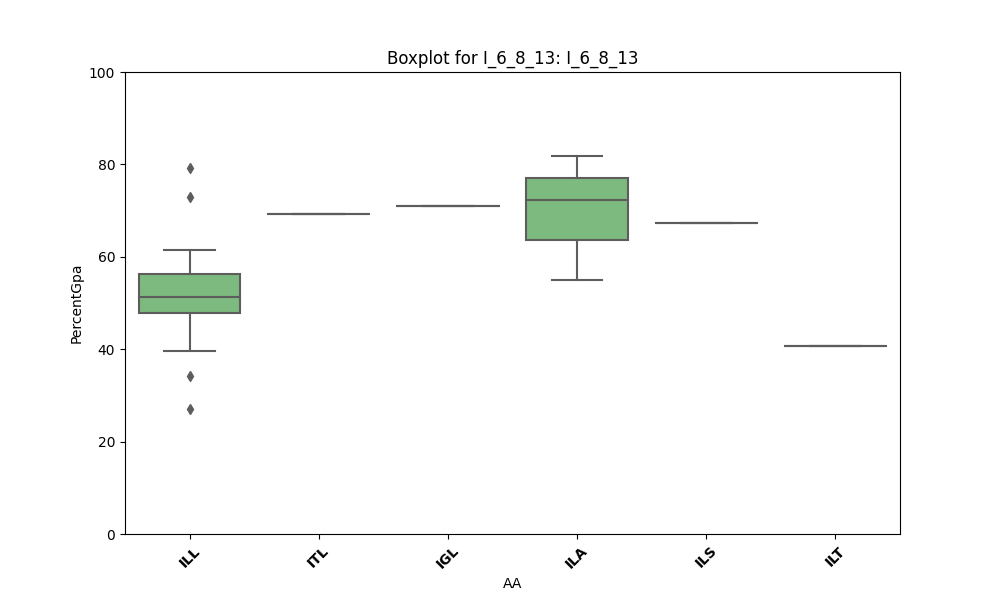 Boxplot for I_6_8_13: I_6_8_13
100
80
60
40
20
0
PercentGpa
ILL
ITL
IGL
ILA
ILS
ILT
AA